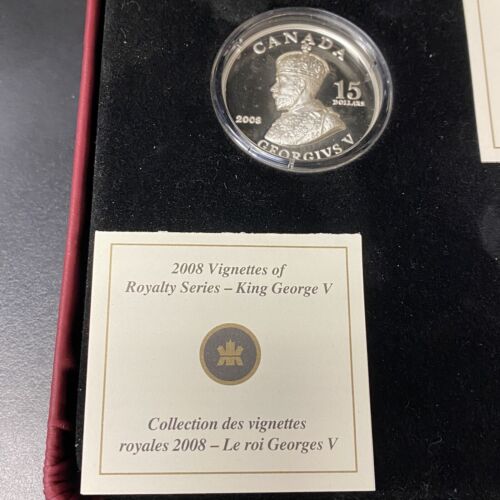 CANADA
15
DOLLARS
2008
GEORGIVS V
2008 Vignettes of
Royalty Series – King George V
Collection des vignettes
royales 2008 – Le roi Georges V